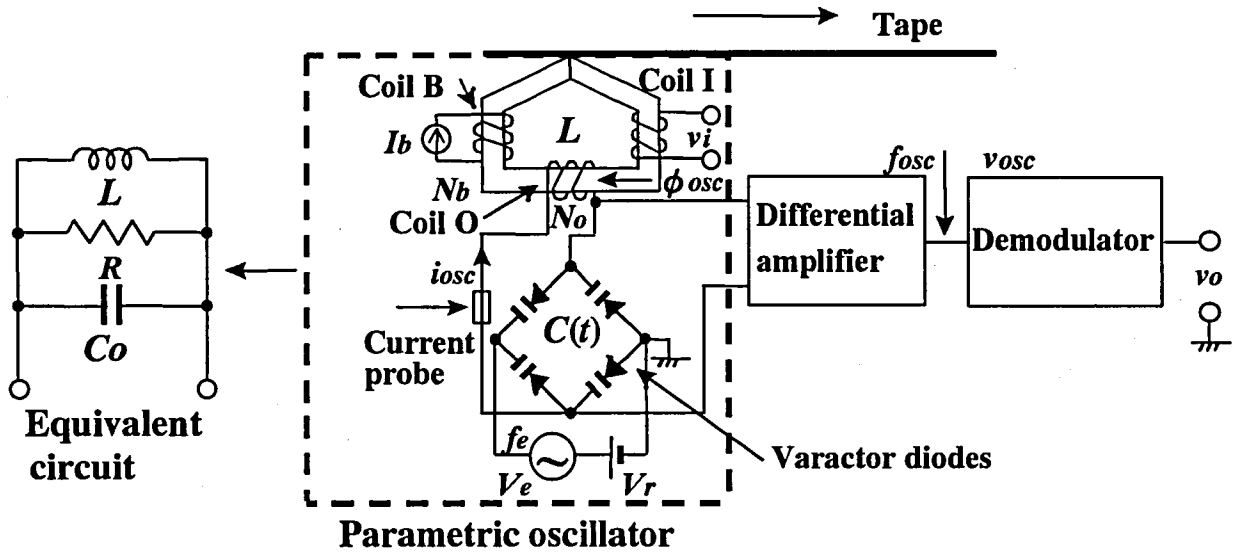 Tape
Coil B
Coil I
Ib
L
vi
Nb
Coil O
No
ϕosc
iosc
Current
probe
C(t)
fe
Ve
Vr
Varactor diodes
Parametric oscillator
L
R
Co
Equivalent
circuit
Differential
amplifier
fosc
vosc
Demodulator
vo